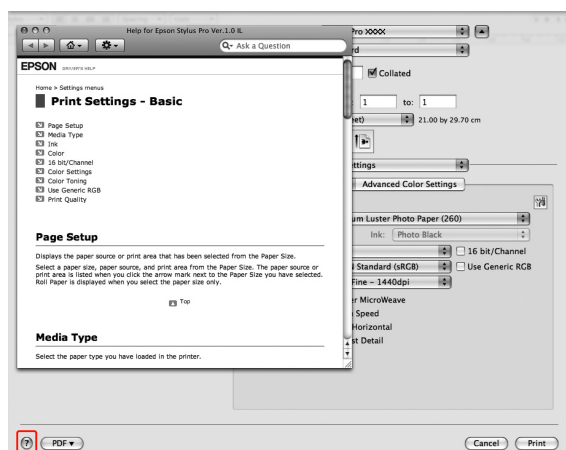 Help for Epson Stylus Pro Ver.1.0 IL
Ask a Question
EPSON DRIVER'S HELP
Home > Settings menus
Print Settings - Basic
Page Setup
Media Type
Ink
Color
16 bit/Channel
Color Settings
Color Toning
Use Generic RGB
Print Quality
Page Setup
Displays the paper source or print area that has been selected from the Paper Size.
Select a paper size, paper source, and print area from the Paper Size. The paper source or
print area is listed when you click the arrow mark next to the Paper Size you have selected.
Roll Paper is displayed when you select the paper size only.
Top
Media Type
Select the paper type you have loaded in the printer.
Pro XXXX
rd
Collated
1 to: 1
eet) 21.00 by 29.70 cm
ttings
Advanced Color Settings
um Luster Photo Paper (260)
Ink: Photo Black
16 bit/Channel
Standard (sRGB) Use Generic RGB
Fine – 1440dpi
er MicroWeave
Speed
Horizontal
st Detail
? PDF Cancel Print